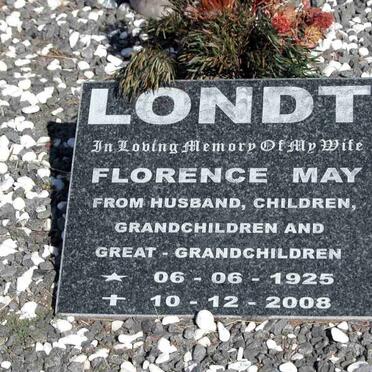 LONDT
In Loving Memory Of My Wife
FLORENCE MAY
FROM HUSBAND, CHILDREN,
GRANDCHILDREN AND
GREAT - GRANDCHILDREN
06 - 06 - 1925
10 - 12 - 2008